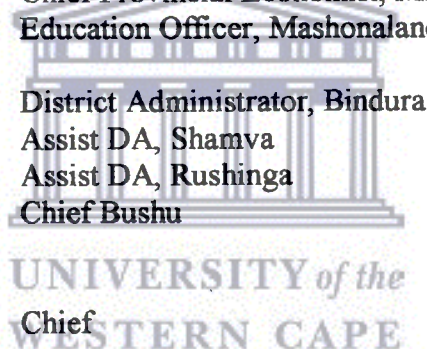 Education Officer, Mashonaland
District Administrator, Bindura
Assist DA, Shamva
Assist DA, Rushinga
Chief Bushu
UNIVERSITY of the
Chief
WESTERN CAPE